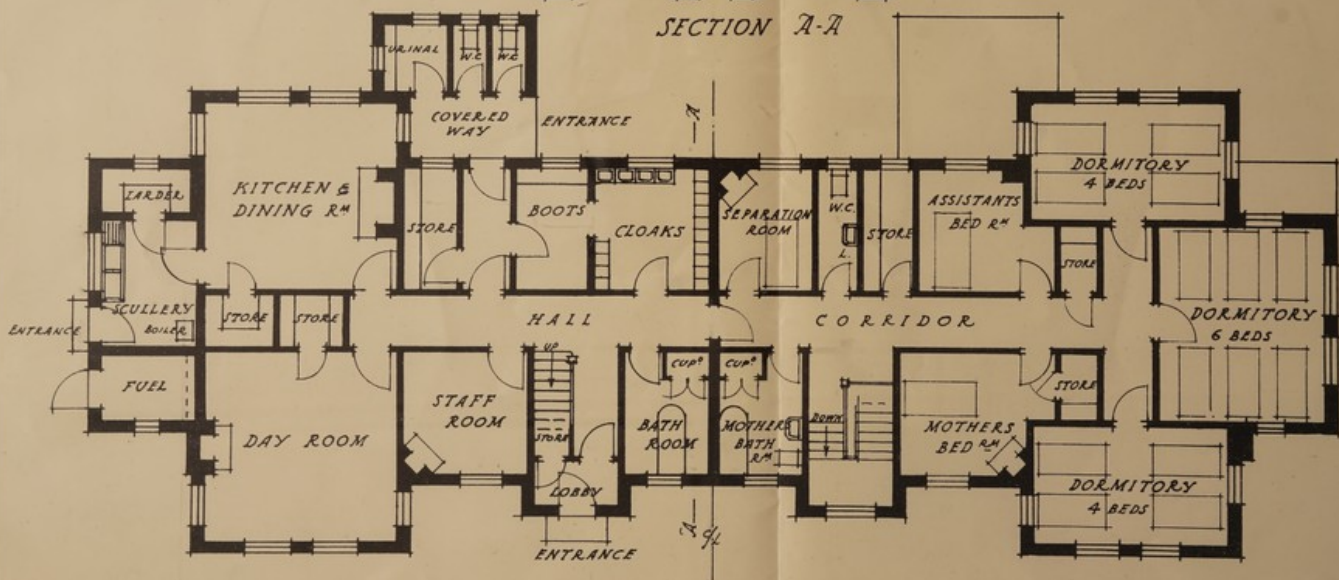 SECTION A-A
URINAL
W.C
W.C
COVERED
WAY
ENTRANCE
A
LARDER
KITCHEN &
DINING RM
STORE
BOOTS
CLOAKS
SEPARATION
ROOM
W.C.
L.
STORE
ASSISTANTS
BED RM
DORMITORY
4 BEDS
STORE
DORMITORY
6 BEDS
SCULLERY
BOILER
ENTRANCE
STORE
STORE
HALL
CORRIDOR
FUEL
DAY ROOM
STAFF
ROOM
UP
STORE
LOBBY
ENTRANCE
CUPD
BATH
ROOM
CUPD
MOTHERS
BATH
RM
DOWN
MOTHERS
BED RM
STORE
DORMITORY
4 BEDS
A
C/L